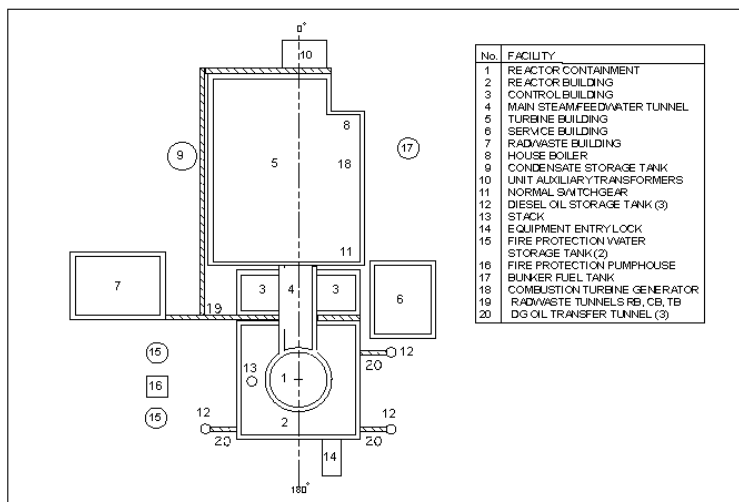 0°
10
8
17
9
5
18
11
7
3
4
3
6
19
15
12
20
13
1
16
15
12
12
2
20
20
14
180°
No. FACILITY
1 REACTOR CONTAINMENT
2 REACTOR BUILDING
3 CONTROL BUILDING
4 MAIN STEAM/FEEDWATER TUNNEL
5 TURBINE BUILDING
6 SERVICE BUILDING
7 RADWASTE BUILDING
8 HOUSE BOILER
9 CONDENSATE STORAGE TANK
10 UNIT AUXILIARY TRANSFORMERS
11 NORMAL SWITCHGEAR
12 DIESEL OIL STORAGE TANK (3)
13 STACK
14 EQUIPMENT ENTRY LOCK
15 FIRE PROTECTION WATER
STORAGE TANK (2)
16 FIRE PROTECTION PUMPHOUSE
17 BUNKER FUEL TANK
18 COMBUSTION TURBINE GENERATOR
19 RADWASTE TUNNELS RB, CB, TB
20 DG OIL TRANSFER TUNNEL (3)